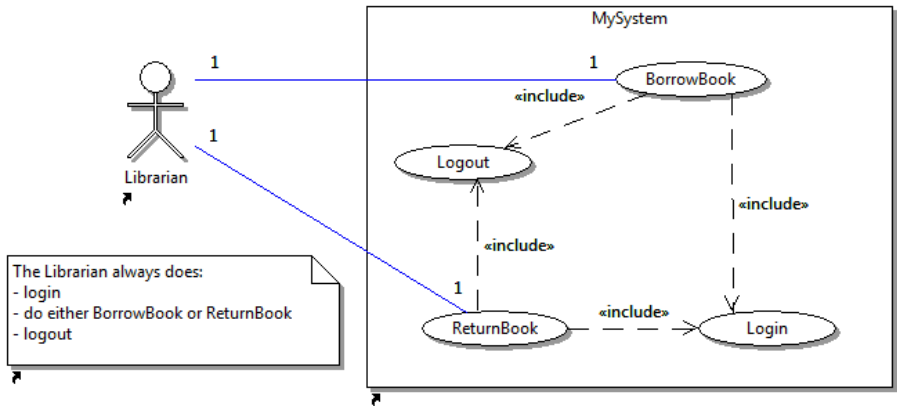 MySystem
1
1
BorrowBook
«include»
1
Logout
Librarian
«include»
«include»
The Librarian always does:
- login
- do either BorrowBook or ReturnBook
- logout
1
«include»
ReturnBook
Login